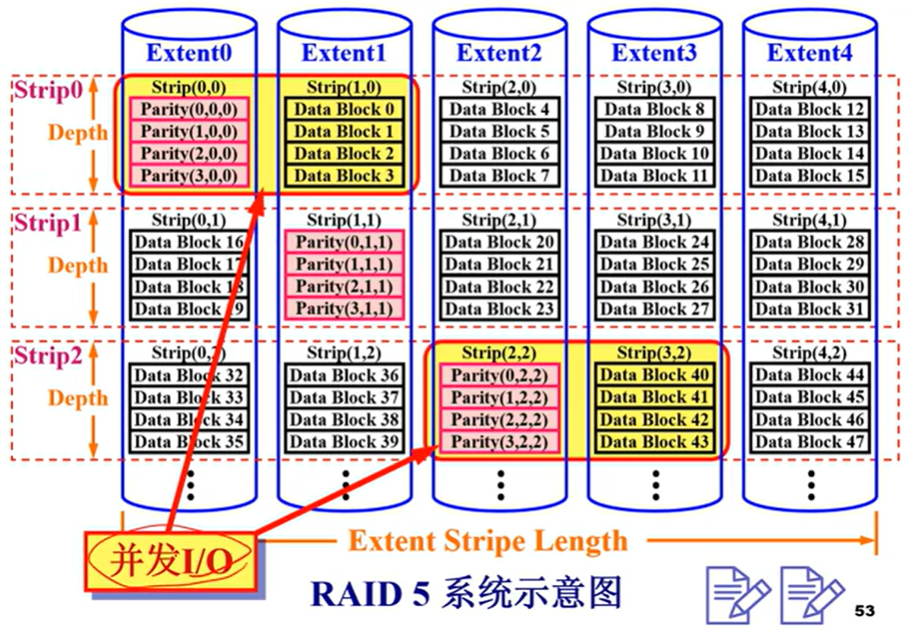 Extent0 Extent1 Extent2 Extent3 Extent4
Strip0 Strip(0,0) Strip(1,0) Strip(2,0) Strip(3,0) Strip(4,0)
Parity(0,0,0) Data Block 0 Data Block 4 Data Block 8 Data Block 12
Depth Parity(1,0,0) Data Block 1 Data Block 5 Data Block 9 Data Block 13
Parity(2,0,0) Data Block 2 Data Block 6 Data Block 10 Data Block 14
Parity(3,0,0) Data Block 3 Data Block 7 Data Block 11 Data Block 15
Strip1 Strip(0,1) Strip(1,1) Strip(2,1) Strip(3,1) Strip(4,1)
Data Block 16 Parity(0,1,1) Data Block 20 Data Block 24 Data Block 28
Depth Data Block 17 Parity(1,1,1) Data Block 21 Data Block 25 Data Block 29
Data Block Parity(2,1,1) Data Block 22 Data Block 26 Data Block 30
Data Block Parity(3,1,1) Data Block 23 Data Block 27 Data Block 31
Strip2 Strip(0,2) Strip(1,2) Strip(2,2) Strip(3,2) Strip(4,2)
Data Block 32 Data Block 36 Parity(0,2,2) Data Block 40 Data Block 44
Depth Data Block 33 Data Block 37 Parity(1,2,2) Data Block 41 Data Block 45
Data Block 34 Data Block 38 Parity(2,2,2) Data Block 42 Data Block 46
Data Block 35 Data Block 39 Parity(3,2,2) Data Block 43 Data Block 47
并发I/O
Extent Stripe Length
RAID 5 系统示意图
53